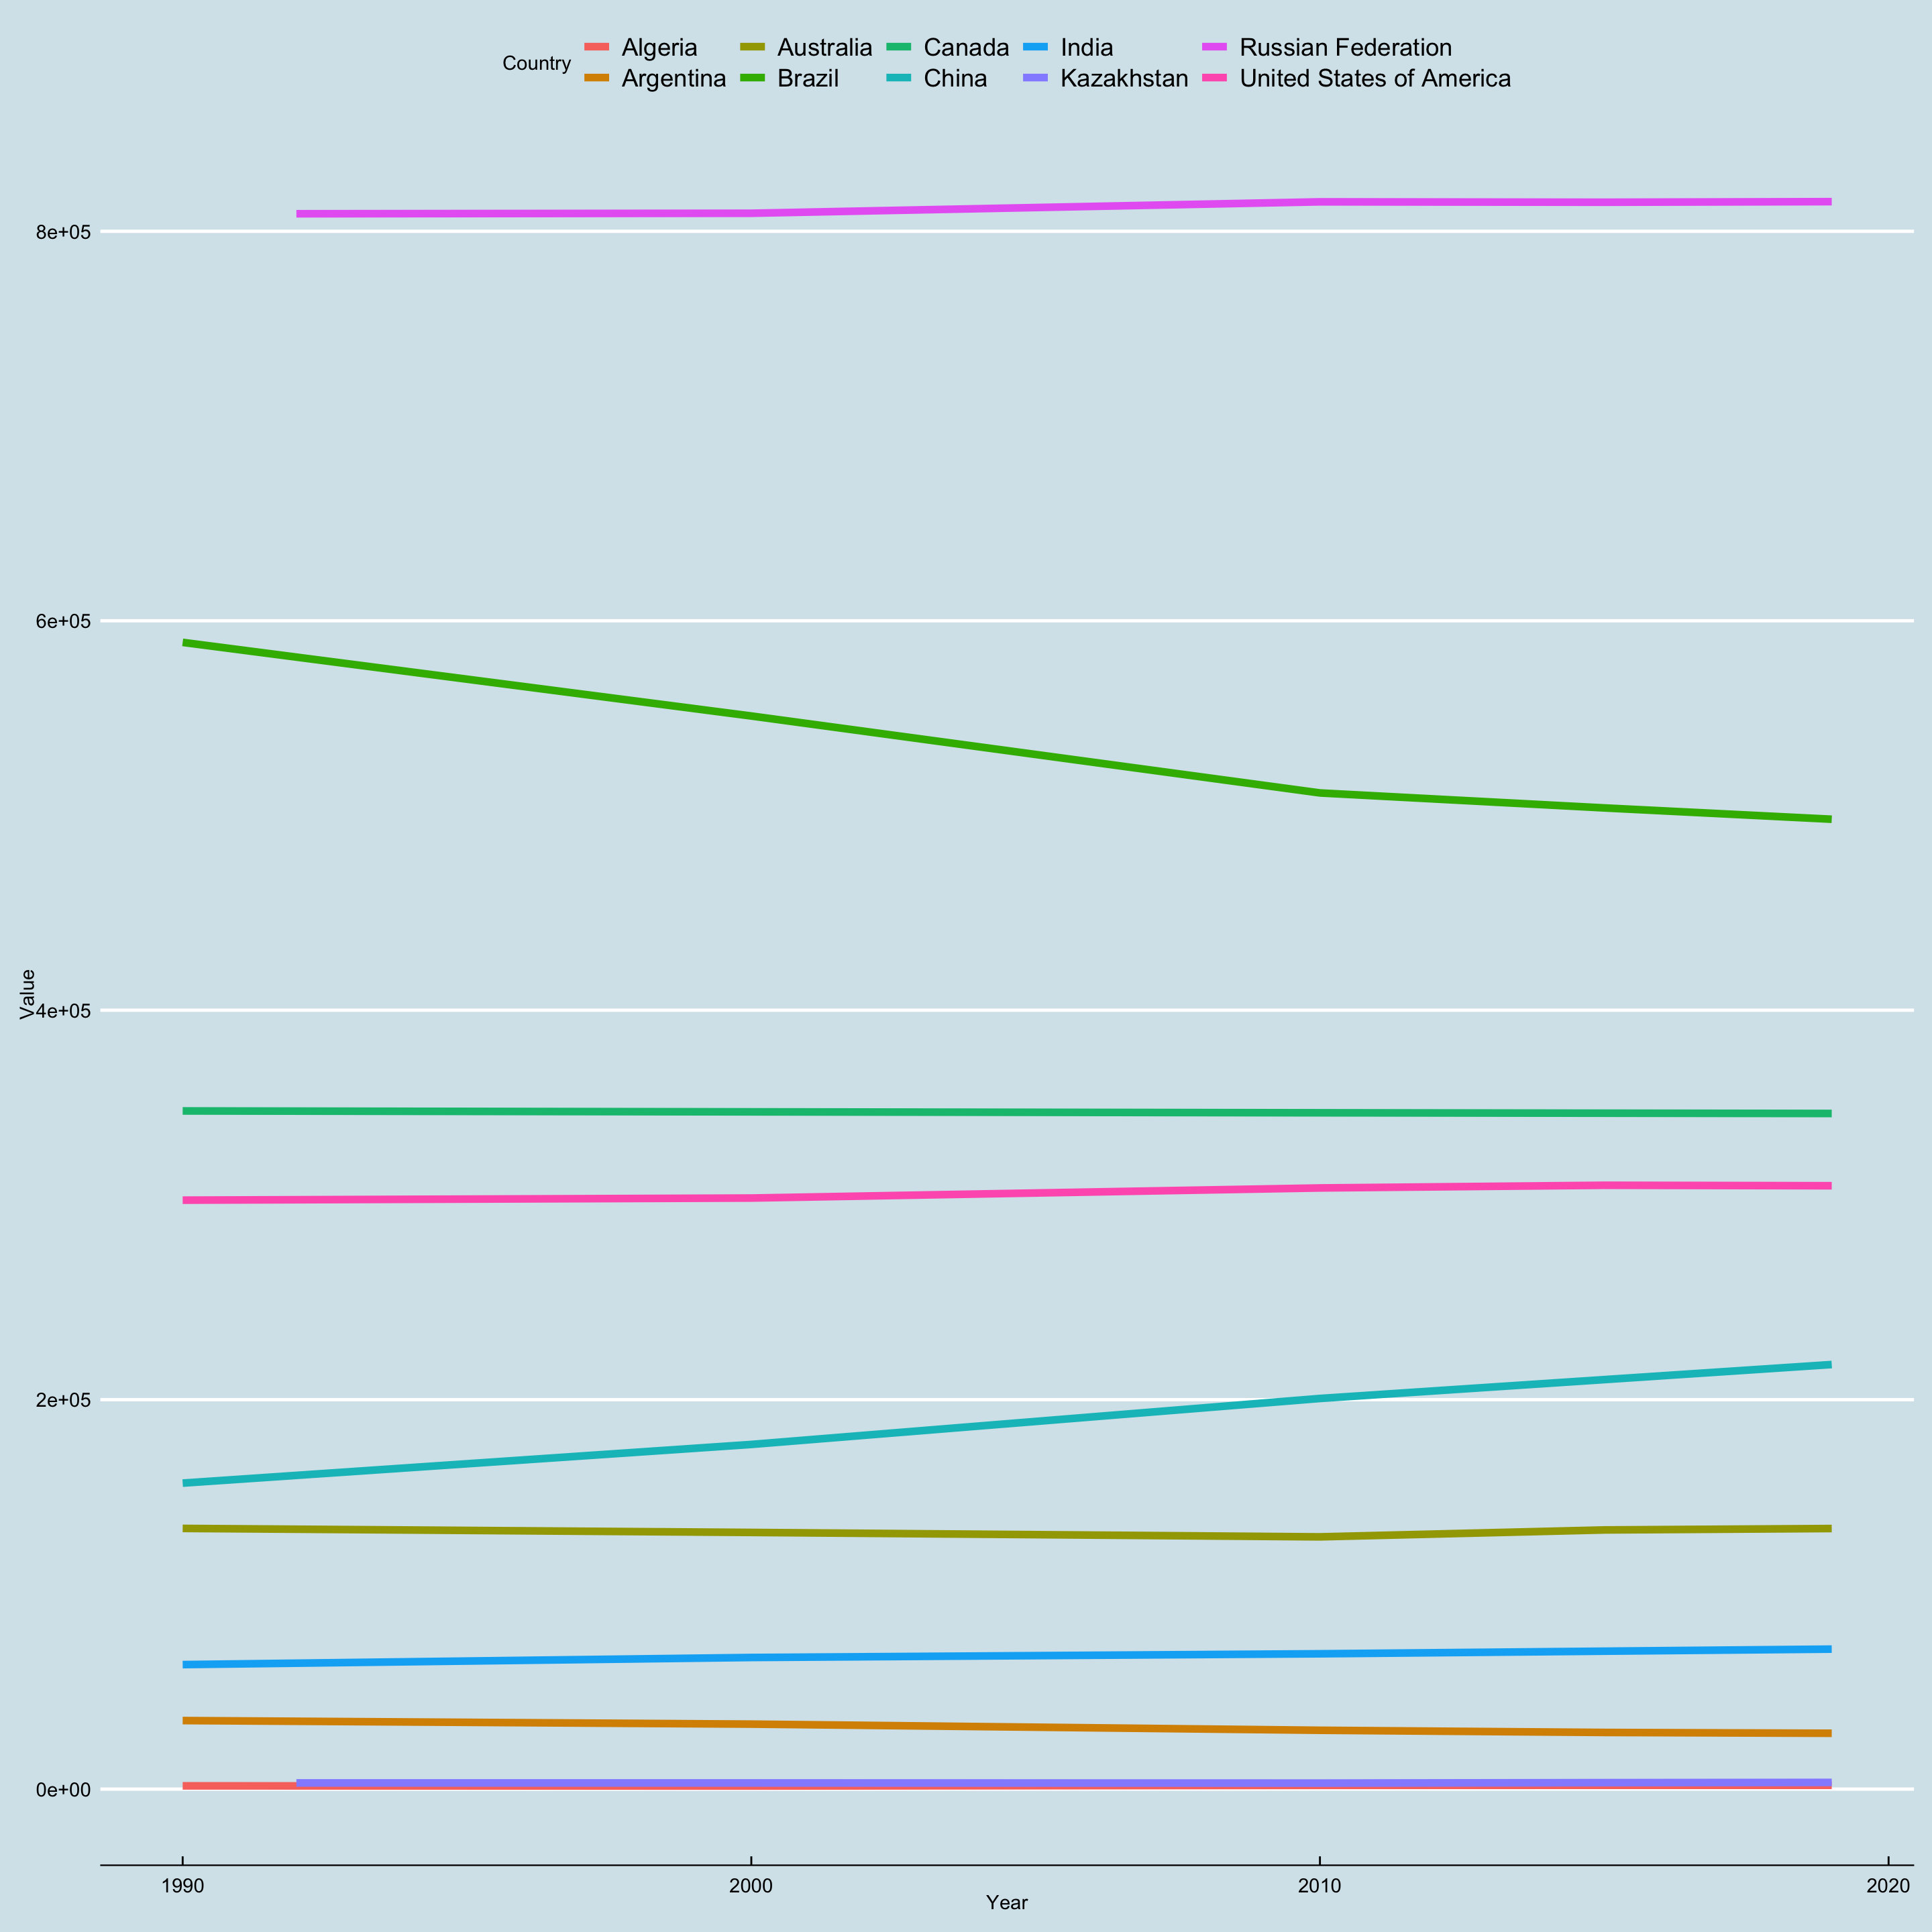 Country
Algeria Australia Canada India Russian Federation
Argentina Brazil China Kazakhstan United States of America
8e+05
6e+05
4e+05
2e+05
0e+00
Value
1990 2000 2010 2020
Year